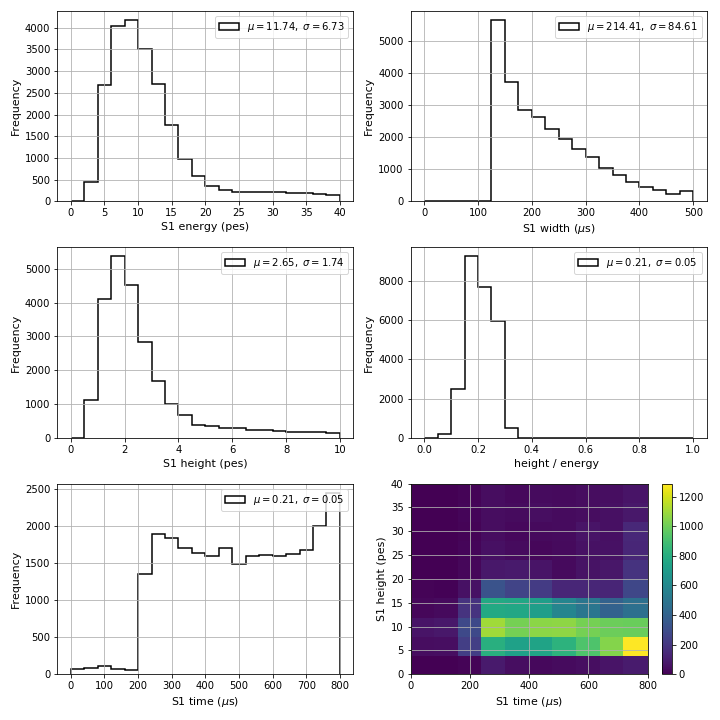 4000
3500
3000
2500
2000
1500
1000
500
0
Frequency
μ = 11.74, σ = 6.73
0 5 10 15 20 25 30 35 40
S1 energy (pes)
5000
4000
3000
2000
1000
0
Frequency
μ = 214.41, σ = 84.61
0 100 200 300 400 500
S1 width (μs)
5000
4000
3000
2000
1000
0
Frequency
μ = 2.65, σ = 1.74
0 2 4 6 8 10
S1 height (pes)
8000
6000
4000
2000
0
Frequency
μ = 0.21, σ = 0.05
0.0 0.2 0.4 0.6 0.8 1.0
height / energy
2500
2000
1500
1000
500
0
Frequency
μ = 0.21, σ = 0.05
0 100 200 300 400 500 600 700 800
S1 time (μs)
40
35
30
25
20
15
10
5
0
S1 height (pes)
0 200 400 600 800
S1 time (μs)
1200
1000
800
600
400
200
0